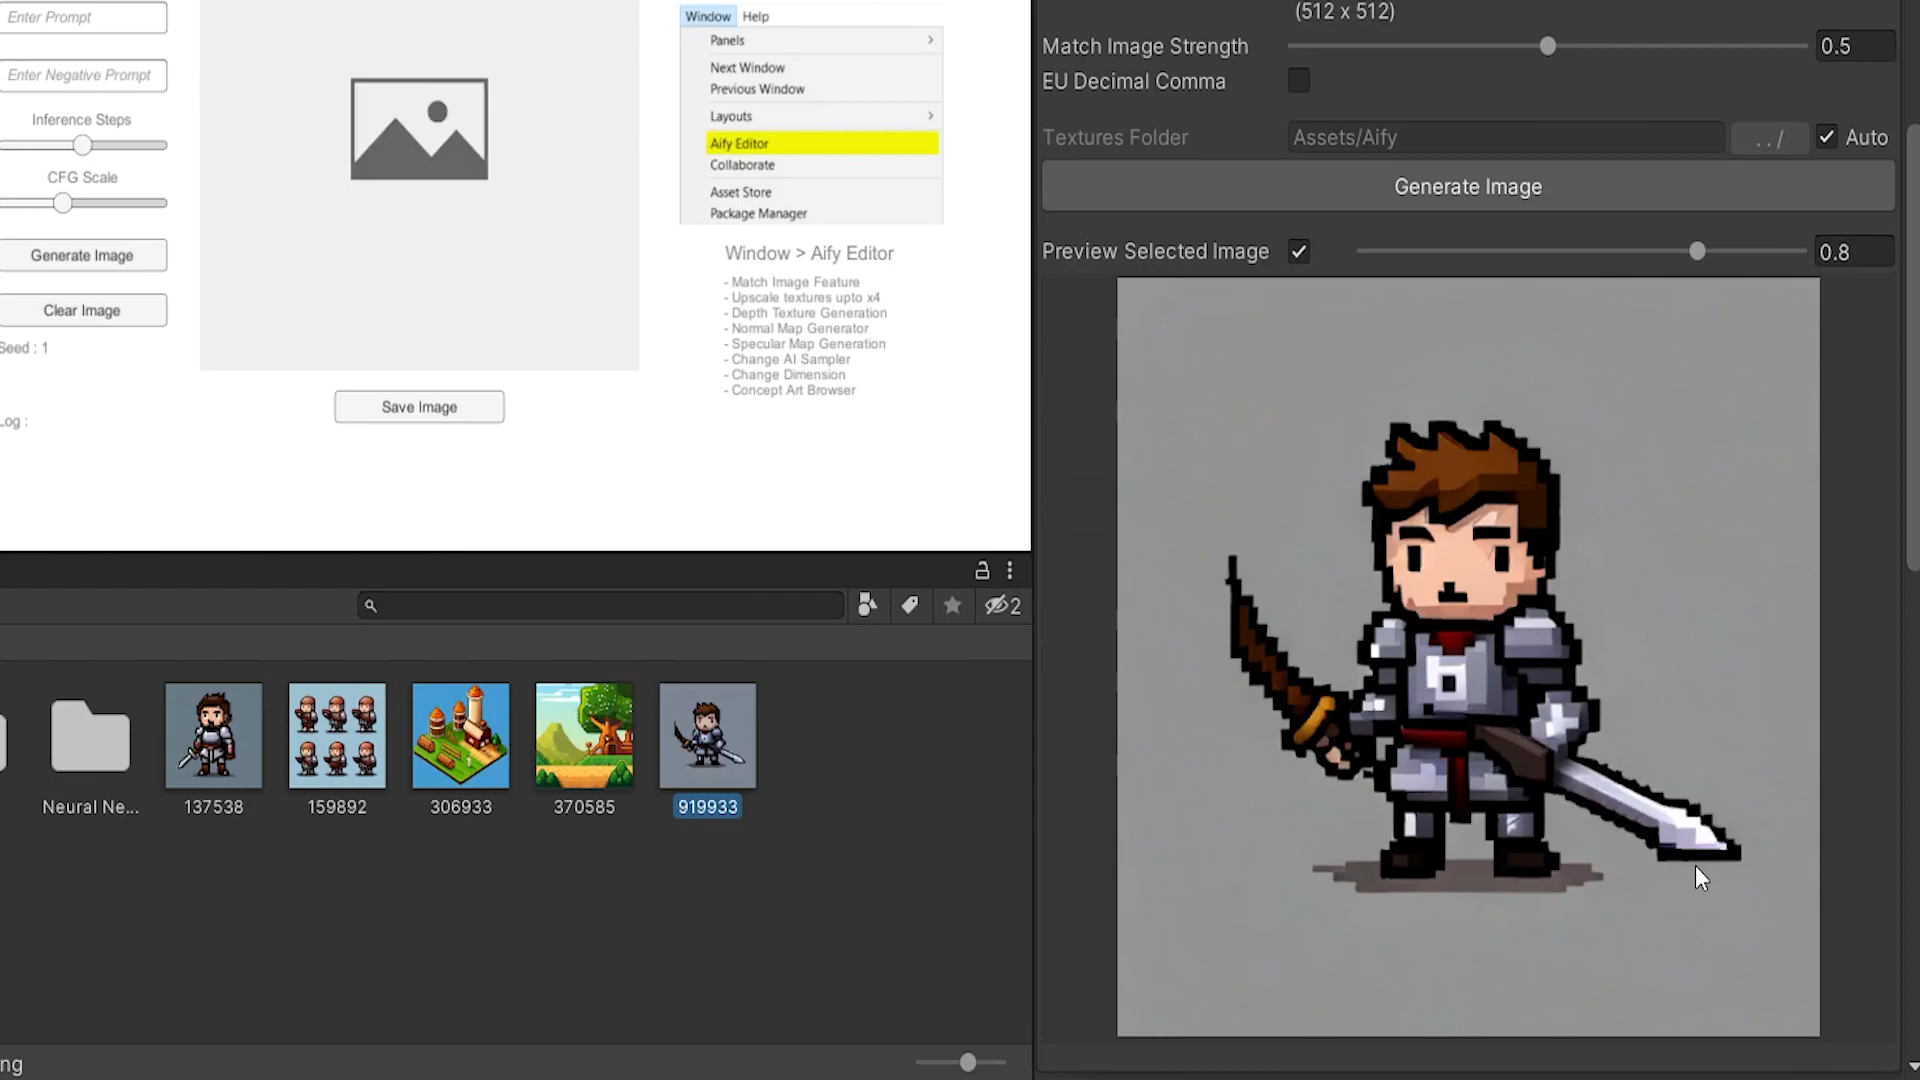 Enter Prompt
Enter Negative Prompt
Inference Steps
CFG Scale
Generate Image
Clear Image
Seed : 1
Log :
Save Image
Window Help
Panels
Next Window
Previous Window
Layouts
Aify Editor
Collaborate
Asset Store
Package Manager
Window > Aify Editor
- Match Image Feature
- Upscale textures upto x4
- Depth Texture Generation
- Normal Map Generator
- Specular Map Generation
- Change AI Sampler
- Change Dimension
- Concept Art Browser
(512 x 512)
Match Image Strength 0.5
EU Decimal Comma
Textures Folder Assets/Aify ../ Auto
Generate Image
Preview Selected Image 0.8
2
Neural Ne... 137538 159892 306933 370585 919933
ng